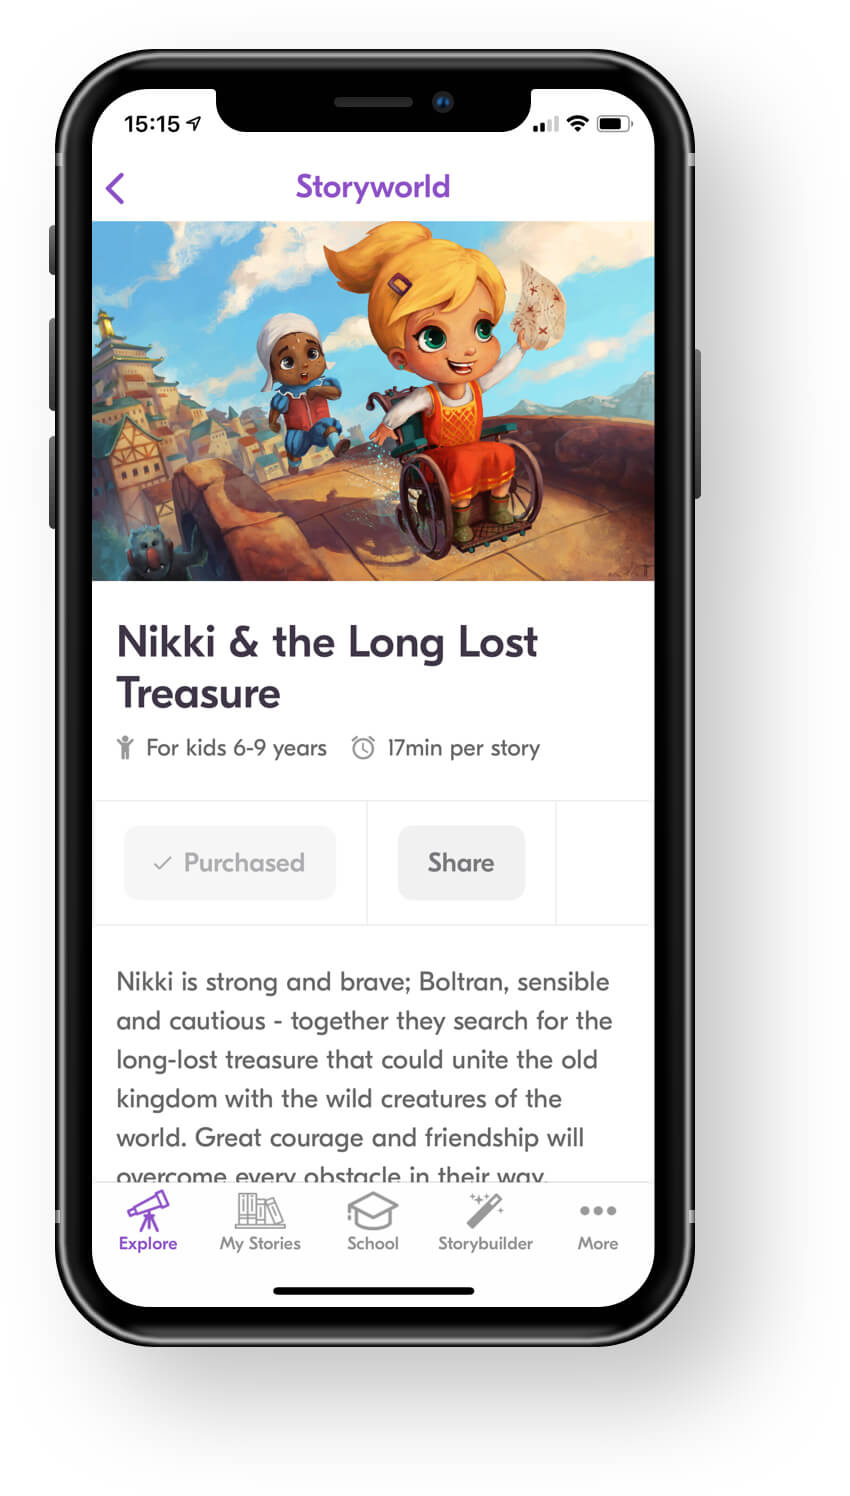 15:15
Storyworld
Nikki & the Long Lost
Treasure
For kids 6-9 years 17min per story
Purchased Share
Nikki is strong and brave; Boltran, sensible
and cautious - together they search for the
long-lost treasure that could unite the old
kingdom with the wild creatures of the
world. Great courage and friendship will
overcome every obstacle in their way.
Explore My Stories School Storybuilder More